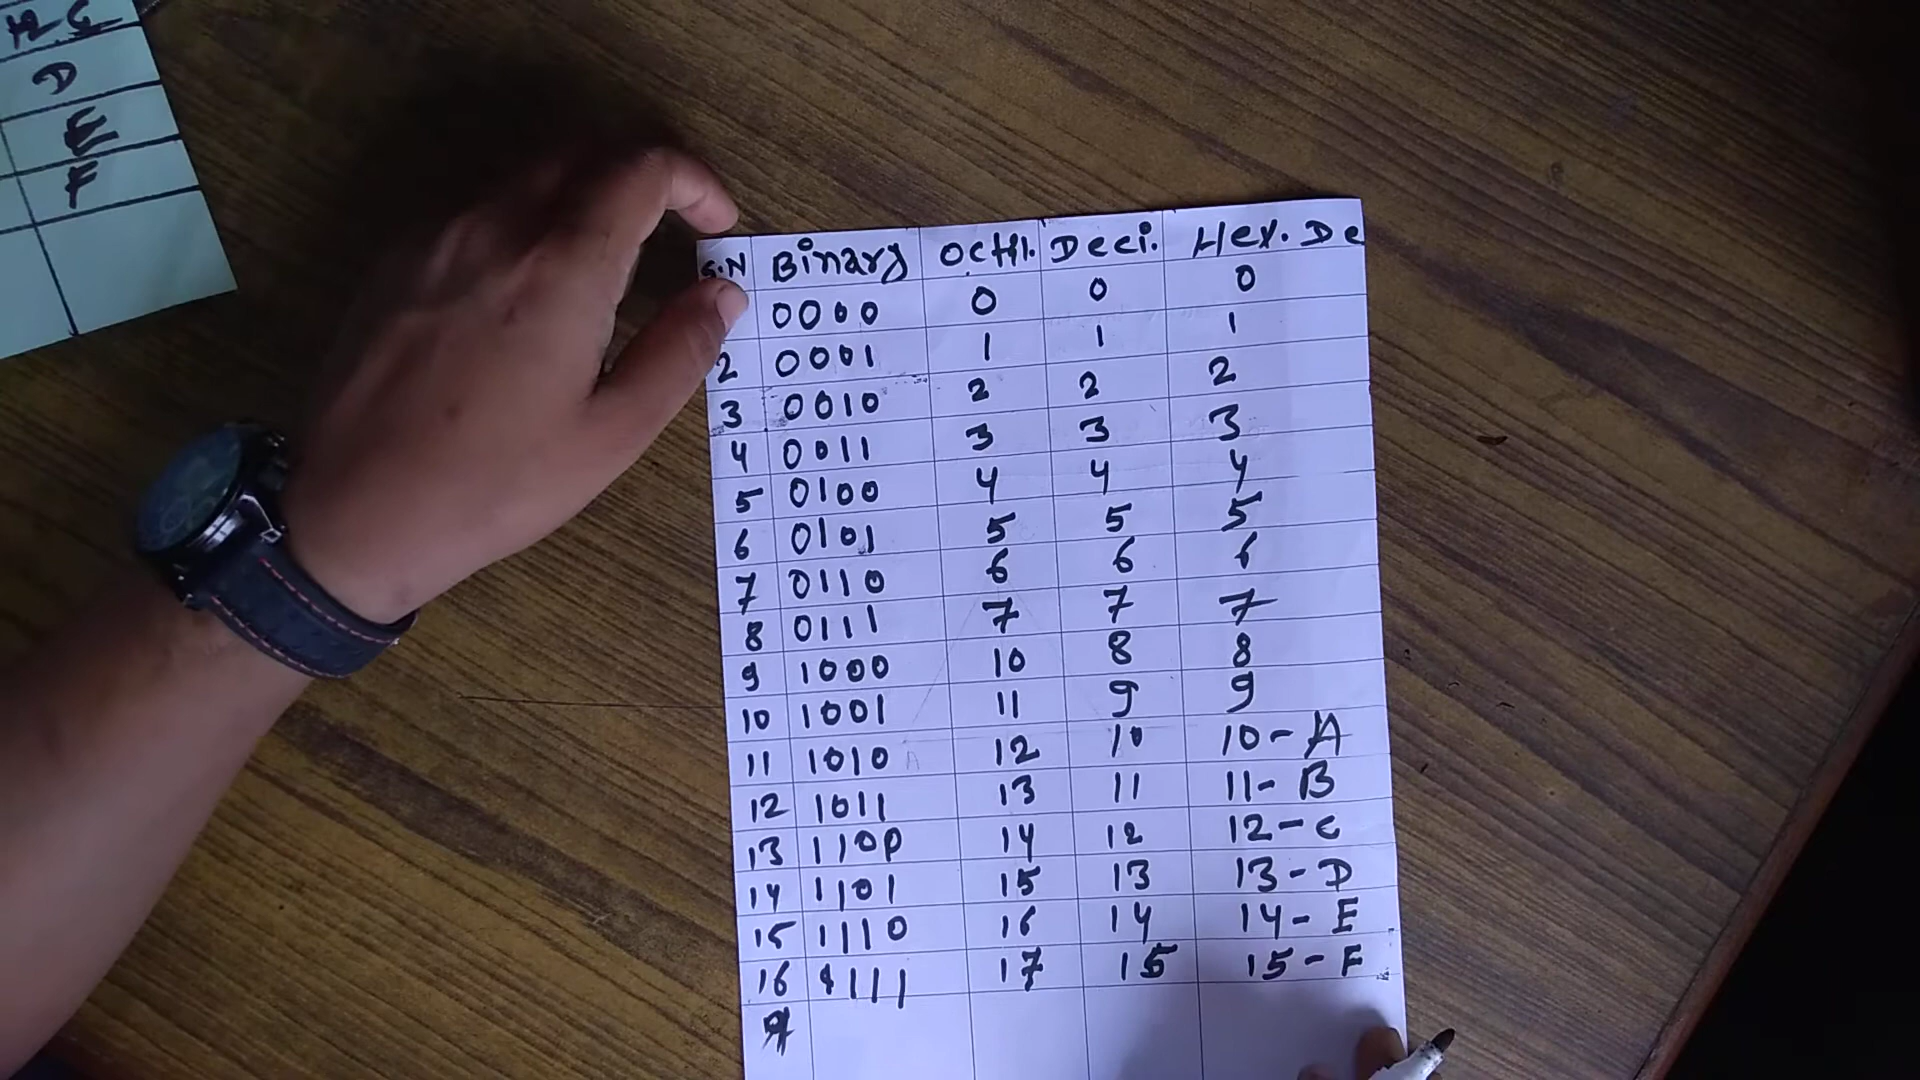 S.N Binary Octal. Deci. Hex. De
0000 0 0 0
2 0001 1 1 1
3 0010 2 2 2
4 0011 3 3 3
5 0100 4 4 4
6 0101 5 5 5
7 0110 6 6 6
8 0111 7 7 7
9 1000 10 8 8
10 1001 11 9 9
11 1010 12 10 10-A
12 1011 13 11 11-B
13 1100 14 12 12-C
14 1101 15 13 13-D
15 1110 16 14 14-E
16 1111 17 15 15-F
D
E
F